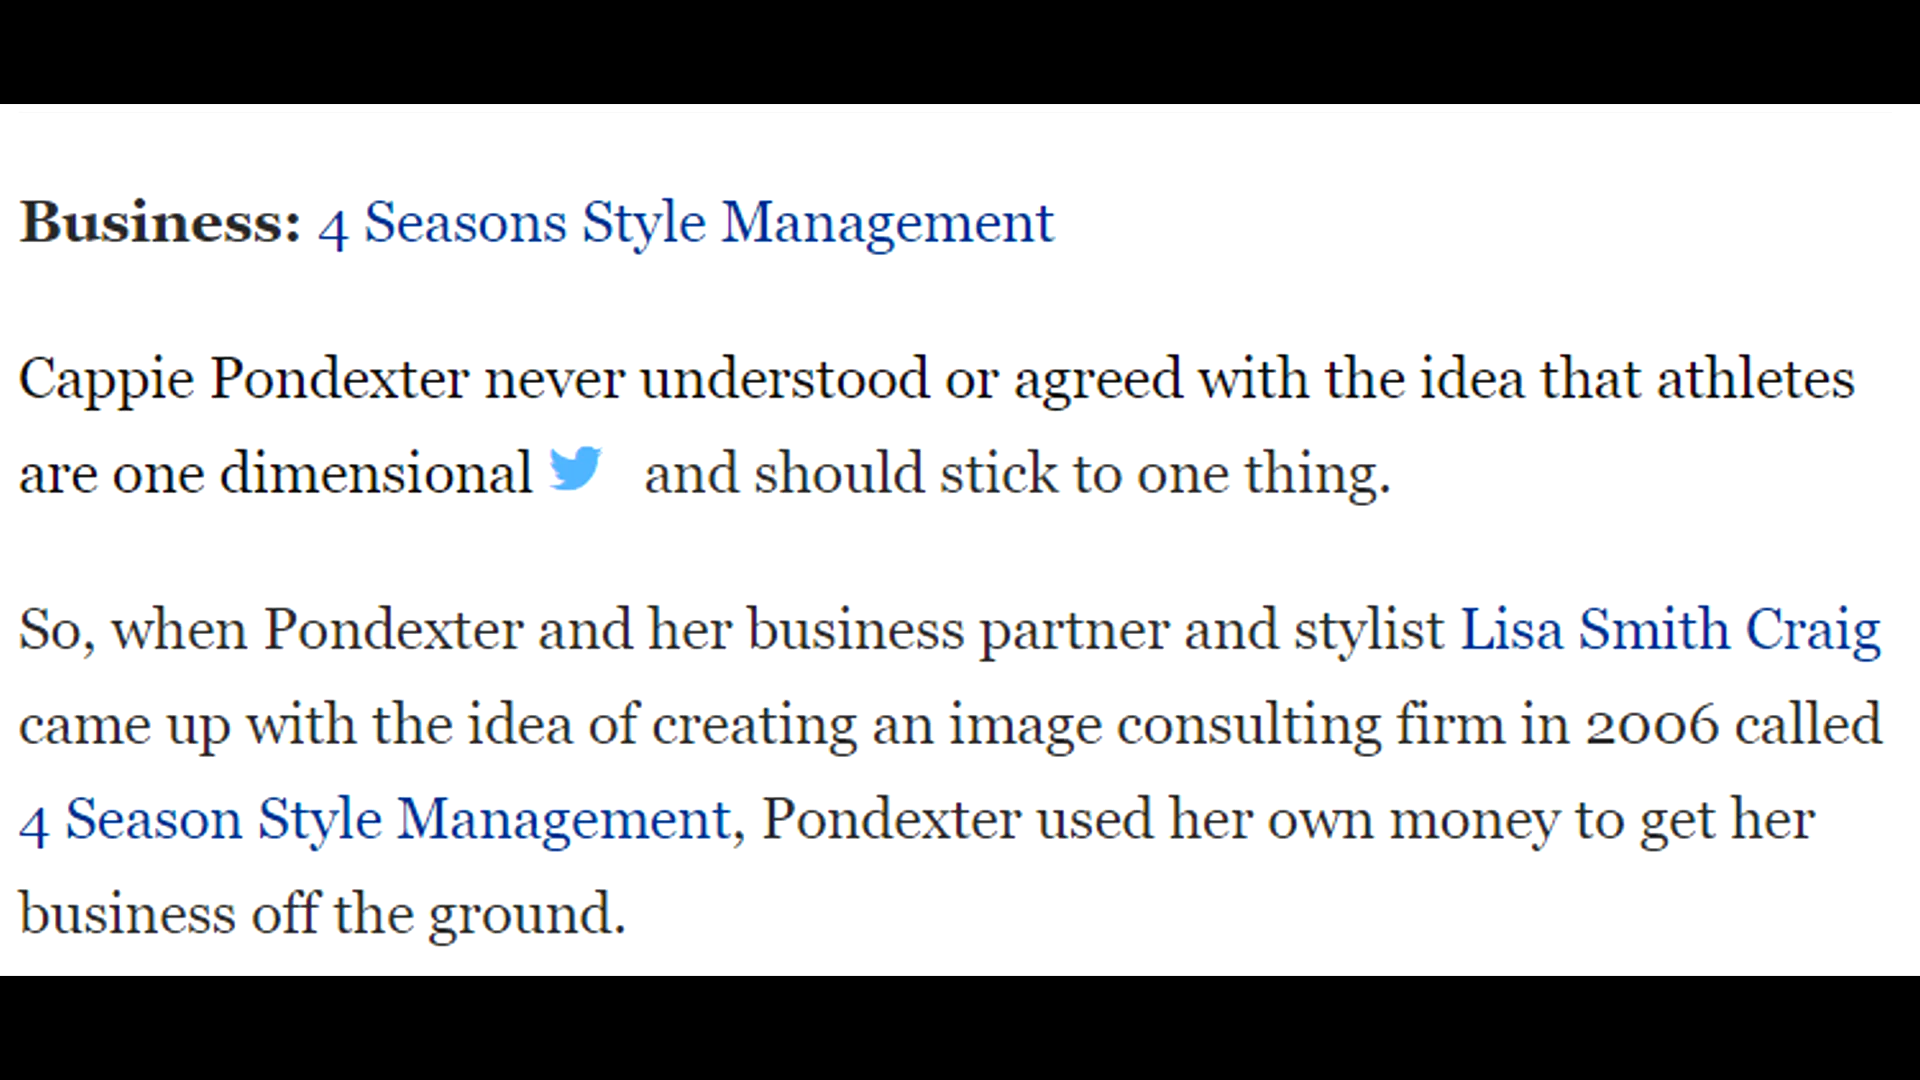 Business: 4 Seasons Style Management
Cappie Pondexter never understood or agreed with the idea that athletes
are one dimensional and should stick to one thing.
So, when Pondexter and her business partner and stylist Lisa Smith Craig
came up with the idea of creating an image consulting firm in 2006 called
4 Season Style Management, Pondexter used her own money to get her
business off the ground.